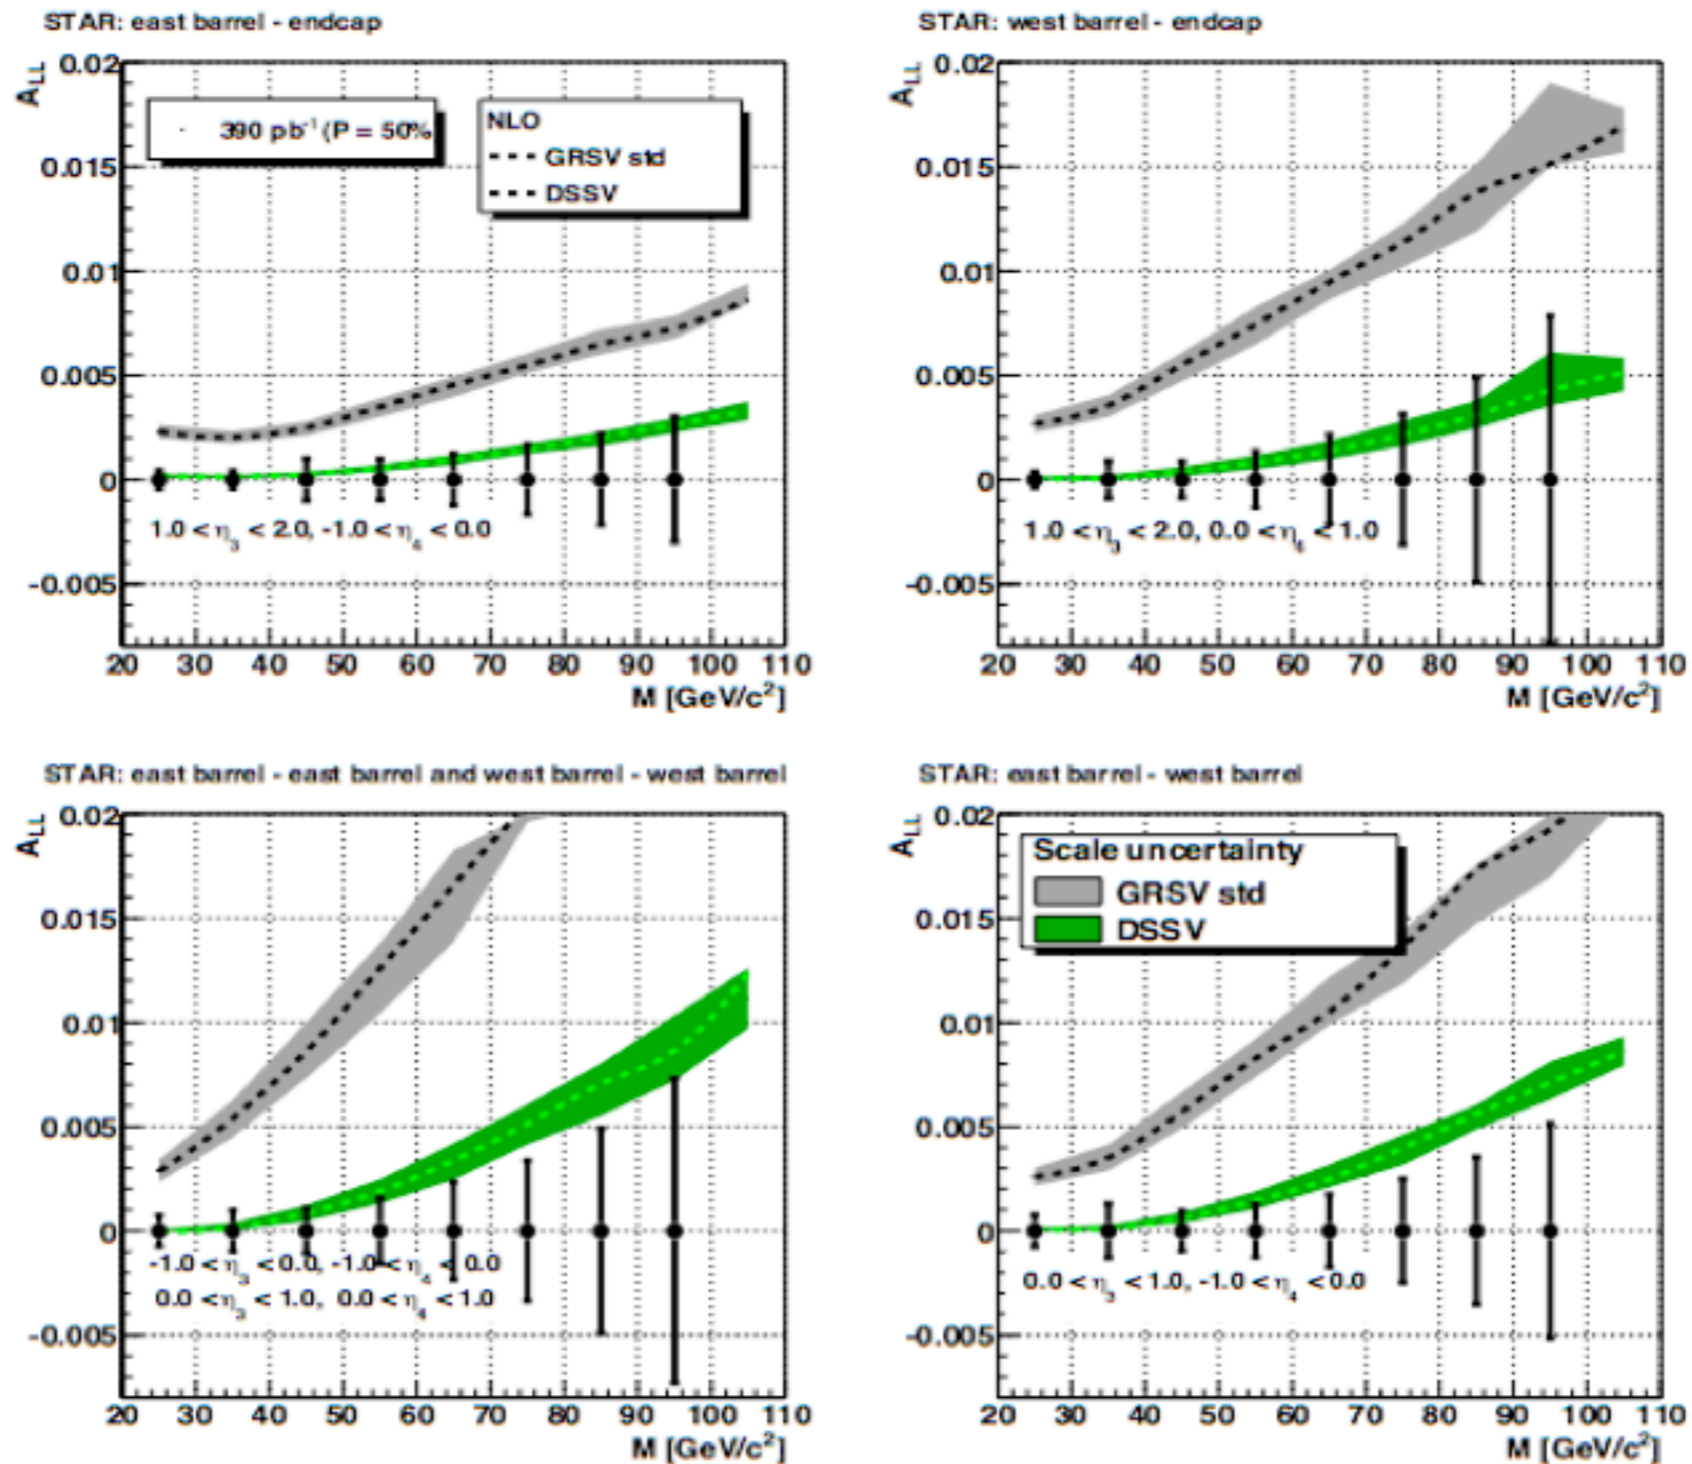 STAR: east barrel - endcap
A_LL
0.02
0.015
0.01
0.005
0
-0.005
390 pb⁻¹ (P = 50%
NLO
GRSV std
DSSV
1.0 < η₃ < 2.0, -1.0 < η₄ < 0.0
20 30 40 50 60 70 80 90 100 110
M [GeV/c²]
STAR: west barrel - endcap
A_LL
0.02
0.015
0.01
0.005
0
-0.005
1.0 < η₃ < 2.0, 0.0 < η₄ < 1.0
20 30 40 50 60 70 80 90 100 110
M [GeV/c²]
STAR: east barrel - east barrel and west barrel - west barrel
A_LL
0.02
0.015
0.01
0.005
0
-0.005
-1.0 < η₃ < 0.0, -1.0 < η₄ < 0.0
0.0 < η₃ < 1.0, 0.0 < η₄ < 1.0
20 30 40 50 60 70 80 90 100 110
M [GeV/c²]
STAR: east barrel - west barrel
A_LL
0.02
0.015
0.01
0.005
0
-0.005
Scale uncertainty
GRSV std
DSSV
0.0 < η₃ < 1.0, -1.0 < η₄ < 0.0
20 30 40 50 60 70 80 90 100 110
M [GeV/c²]